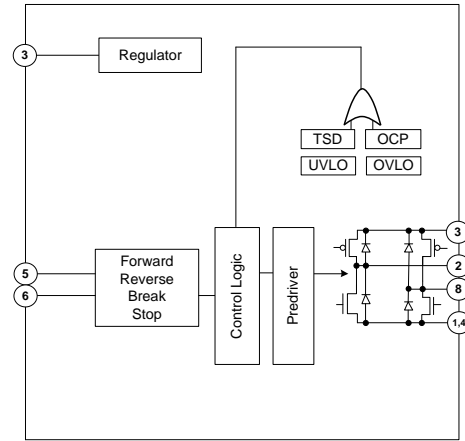 3
Regulator
TSD
OCP
UVLO
OVLO
3
5
6
Forward
Reverse
Break
Stop
Control Logic
Predriver
2
8
1,4